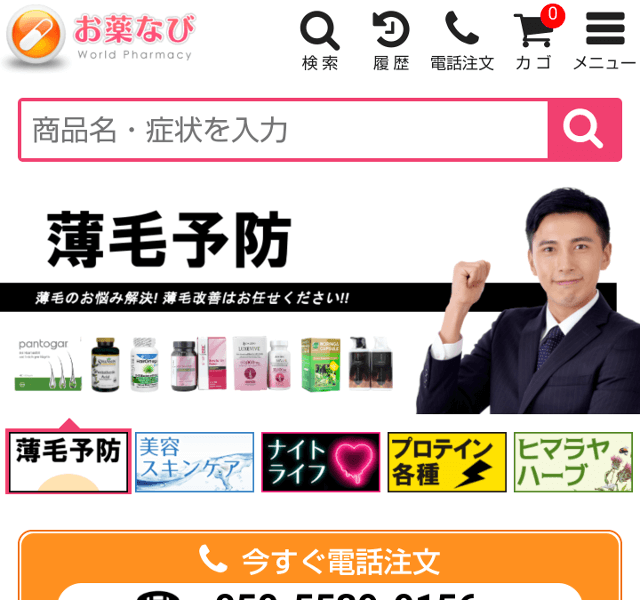 お薬なび
World Pharmacy
0
検索
履歴
電話注文
カゴ
メニュー
商品名・症状を入力
薄毛予防
薄毛のお悩み解決! 薄毛改善はお任せください!!
pantogar
薄毛予防
美容
スキンケア
ナイト
ライフ
プロテイン
各種
ヒマラヤ
ハーブ
今すぐ電話注文
050-5539-0156